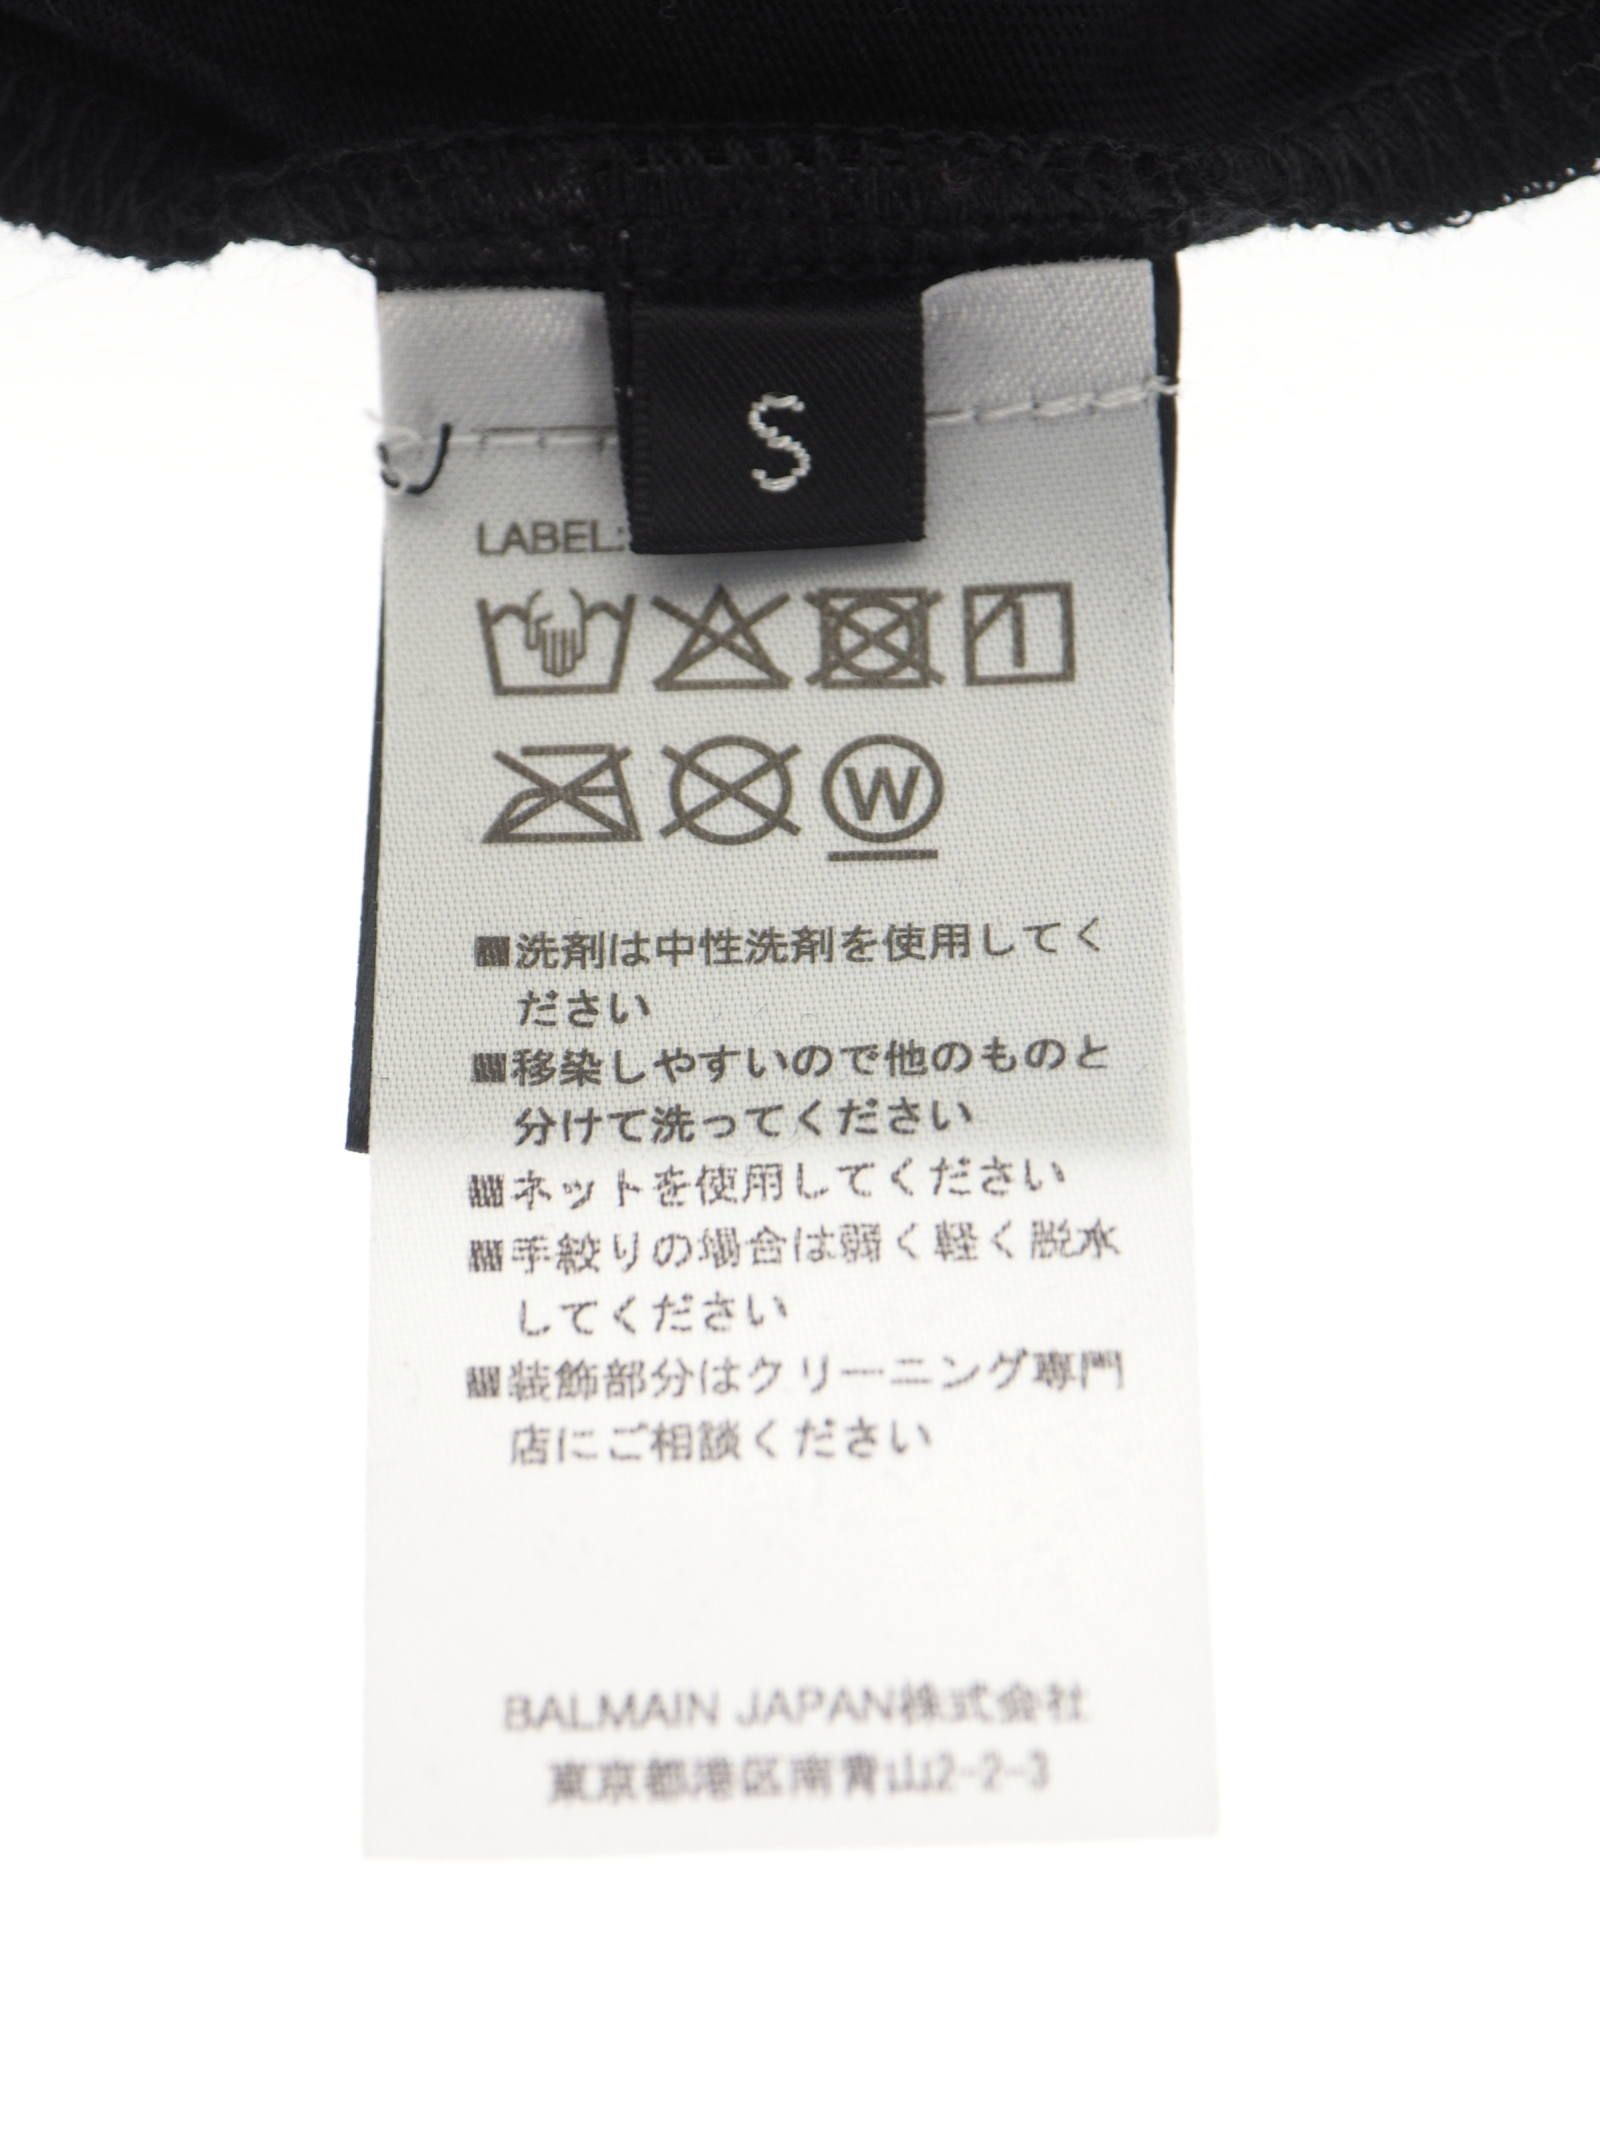 S
LABEL:
W
■洗剤は中性洗剤を使用してく
ださい
■移染しやすいので他のものと
分けて洗ってください
■ネットを使用してください
■手絞りの場合は弱く軽く脱水
してください
■装飾部分はクリーニング専門
店にご相談ください
BALMAIN JAPAN株式会社
東京都港区南青山2-2-3